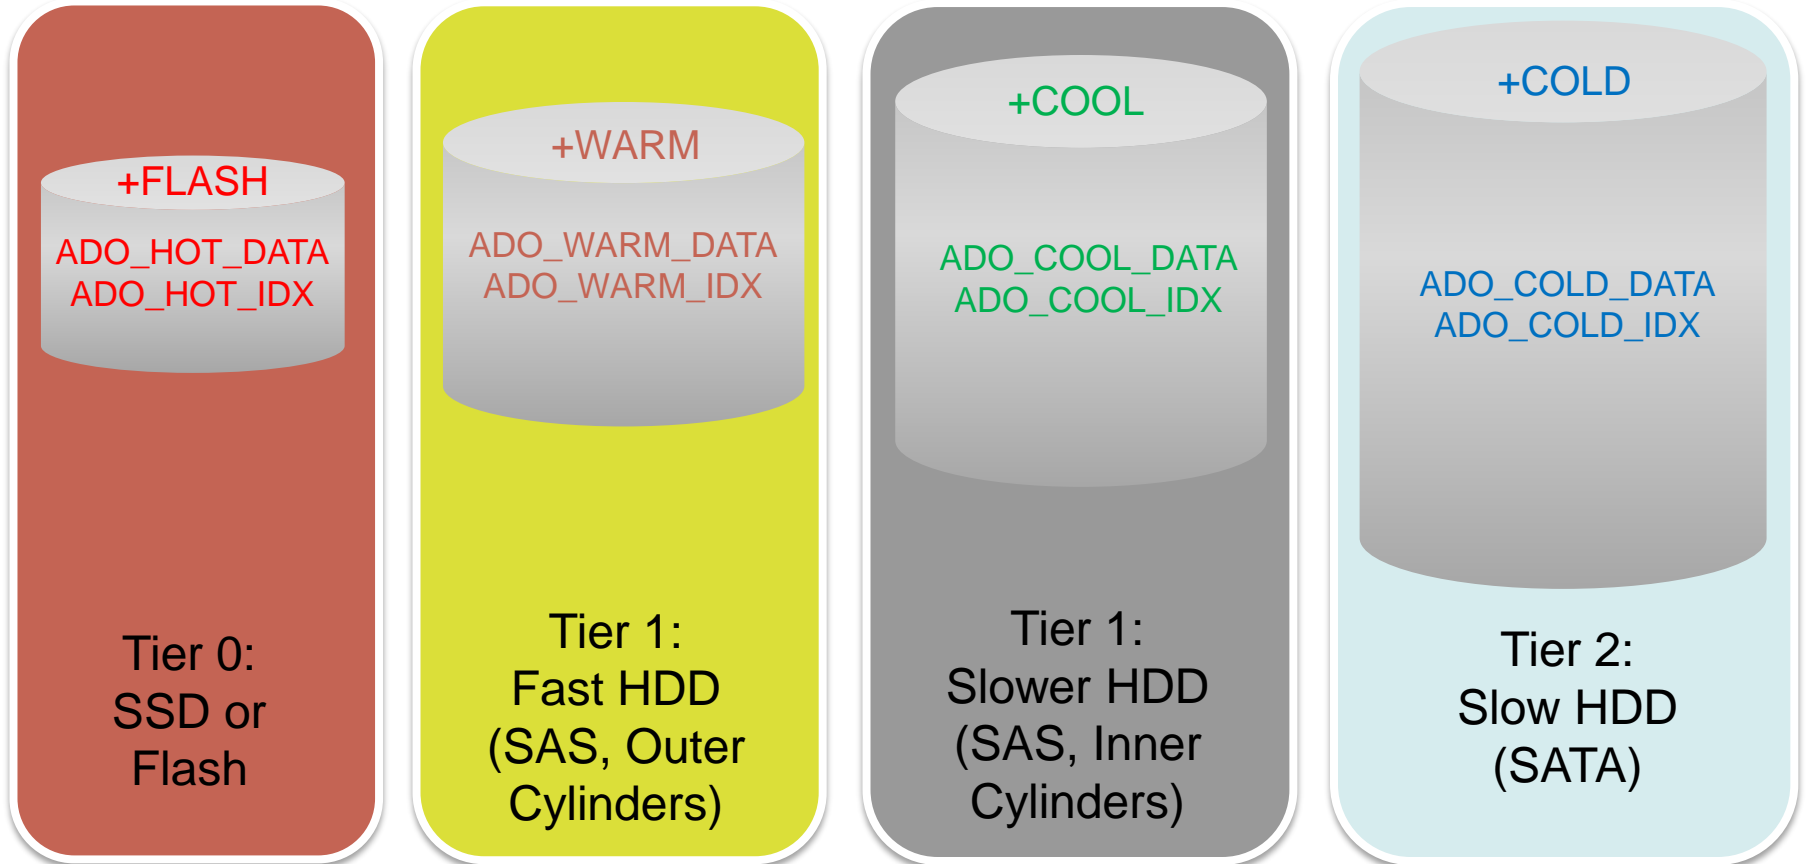 +FLASH
ADO_HOT_DATA
ADO_HOT_IDX
Tier 0:
SSD or
Flash
+WARM
ADO_WARM_DATA
ADO_WARM_IDX
Tier 1:
Fast HDD
(SAS, Outer
Cylinders)
+COOL
ADO_COOL_DATA
ADO_COOL_IDX
Tier 1:
Slower HDD
(SAS, Inner
Cylinders)
+COLD
ADO_COLD_DATA
ADO_COLD_IDX
Tier 2:
Slow HDD
(SATA)